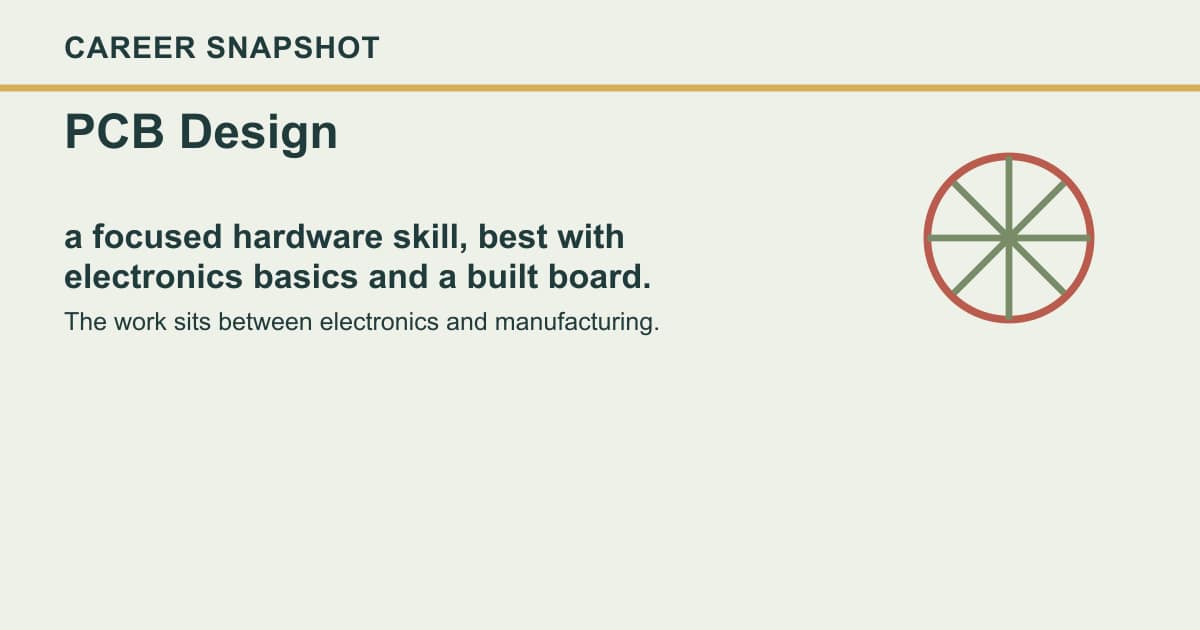 CAREER SNAPSHOT
PCB Design
a focused hardware skill, best with
electronics basics and a built board.
The work sits between electronics and manufacturing.